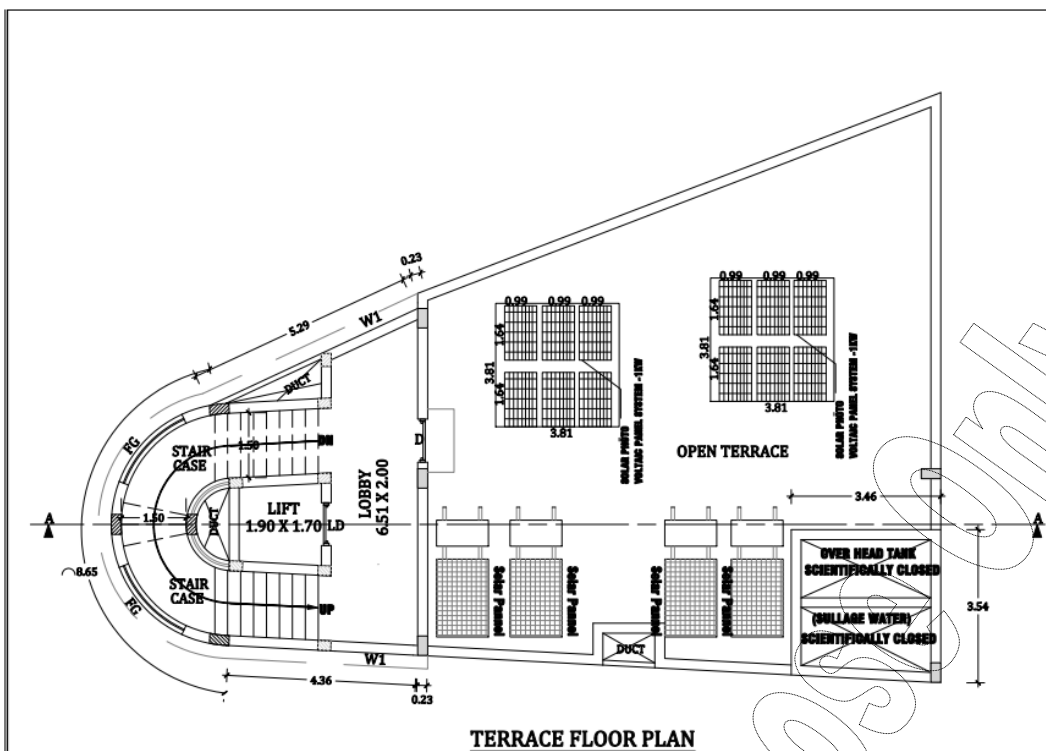 0.23
5.29
W1
DUCT
FG
STAIR
CASE
1.50
DN
D
LOBBY
6.51 X 2.00
LIFT
1.90 X 1.70
LD
DUCT
1.50
A
8.65
STAIR
CASE
FG
UP
W1
4.36
0.23
0.99 0.99 0.99
1.64
3.81
1.64
3.81
SOLAR PHOTO
VOLTAIC PANEL SYSTEM -1KW
0.99 0.99 0.99
1.64
3.81
1.64
3.81
SOLAR PHOTO
VOLTAIC PANEL SYSTEM -1KW
OPEN TERRACE
3.46
A
Solar Pannel
Solar Pannel
Solar Pannel
Solar Pannel
OVER HEAD TANK
SCIENTIFICALLY CLOSED
(SULLAGE WATER)
SCIENTIFICALLY CLOSED
3.54
DUCT
TERRACE FLOOR PLAN